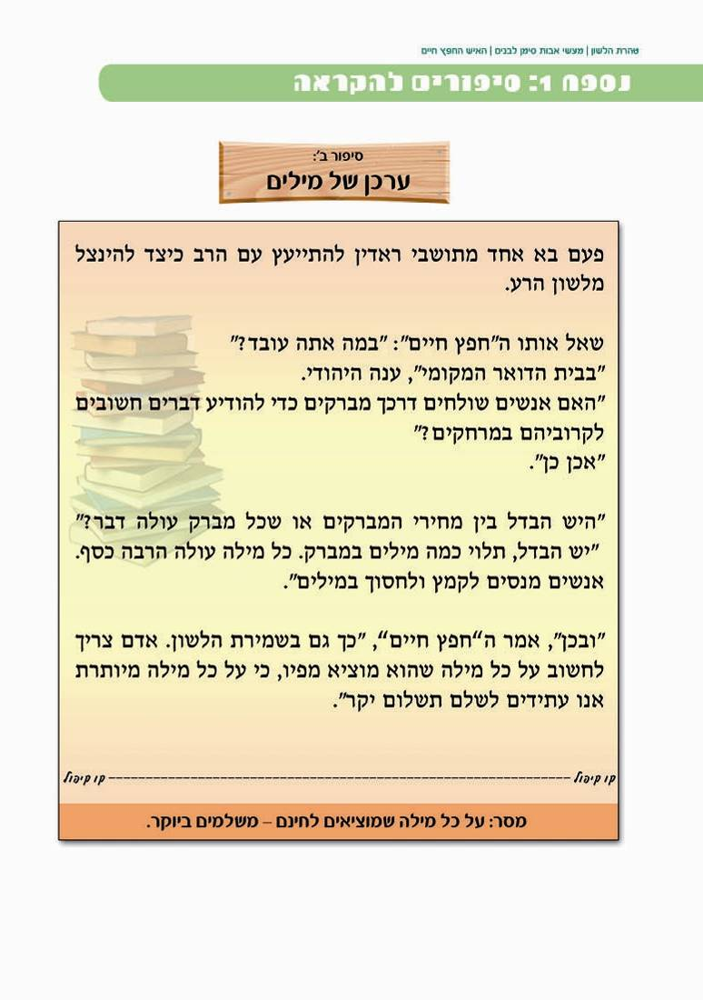 טהרת הלשון | מעשי אבות סימן לבנים | האיש החפץ חיים
נספח 1: סיפורים להקראה
סיפור ב':
ערכן של מילים
פעם בא אחד מתושבי ראדין להתייעץ עם הרב כיצד להינצל
מלשון הרע.
שאל אותו ה"חפץ חיים": "במה אתה עובד?"
"בבית הדואר המקומי", ענה היהודי.
"האם אנשים שולחים דרכך מברקים כדי להודיע דברים חשובים
לקרוביהם במרחקים?"
"אכן כן".
"היש הבדל בין מחירי המברקים או שכל מברק עולה דבר?"
"יש הבדל, תלוי כמה מילים במברק. כל מילה עולה הרבה כסף.
אנשים מנסים לקמץ ולחסוך במילים".
"ובכן", אמר ה“חפץ חיים“, "כך גם בשמירת הלשון. אדם צריך
לחשוב על כל מילה שהוא מוציא מפיו, כי על כל מילה מיותרת
אנו עתידים לשלם תשלום יקר".
קו קיפול ---------- קו קיפול
מסר: על כל מילה שמוציאים לחינם – משלמים ביוקר.